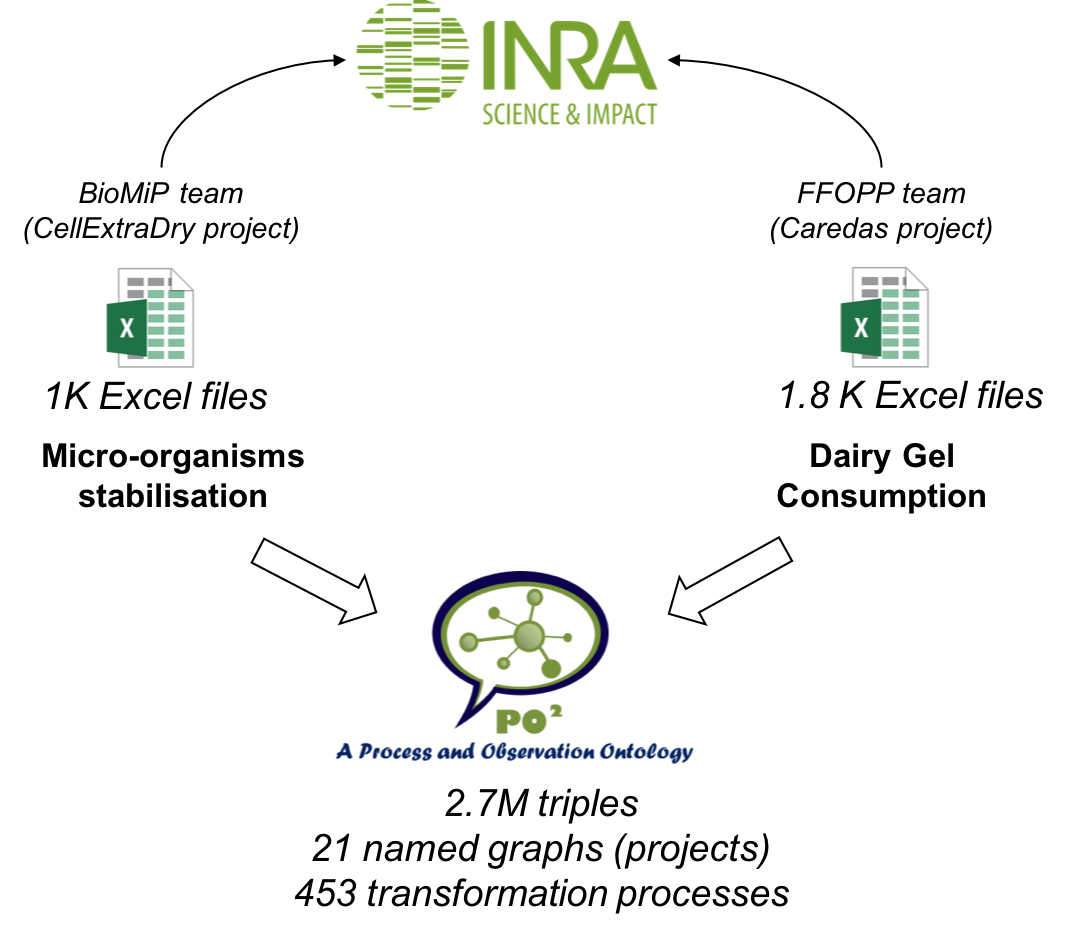 INRA
SCIENCE & IMPACT
BioMiP team
(CellExtraDry project)
X
1K Excel files
Micro-organisms
stabilisation
FFOPP team
(Caredas project)
X
1.8 K Excel files
Dairy Gel
Consumption
PO²
A Process and Observation Ontology
2.7M triples
21 named graphs (projects)
453 transformation processes